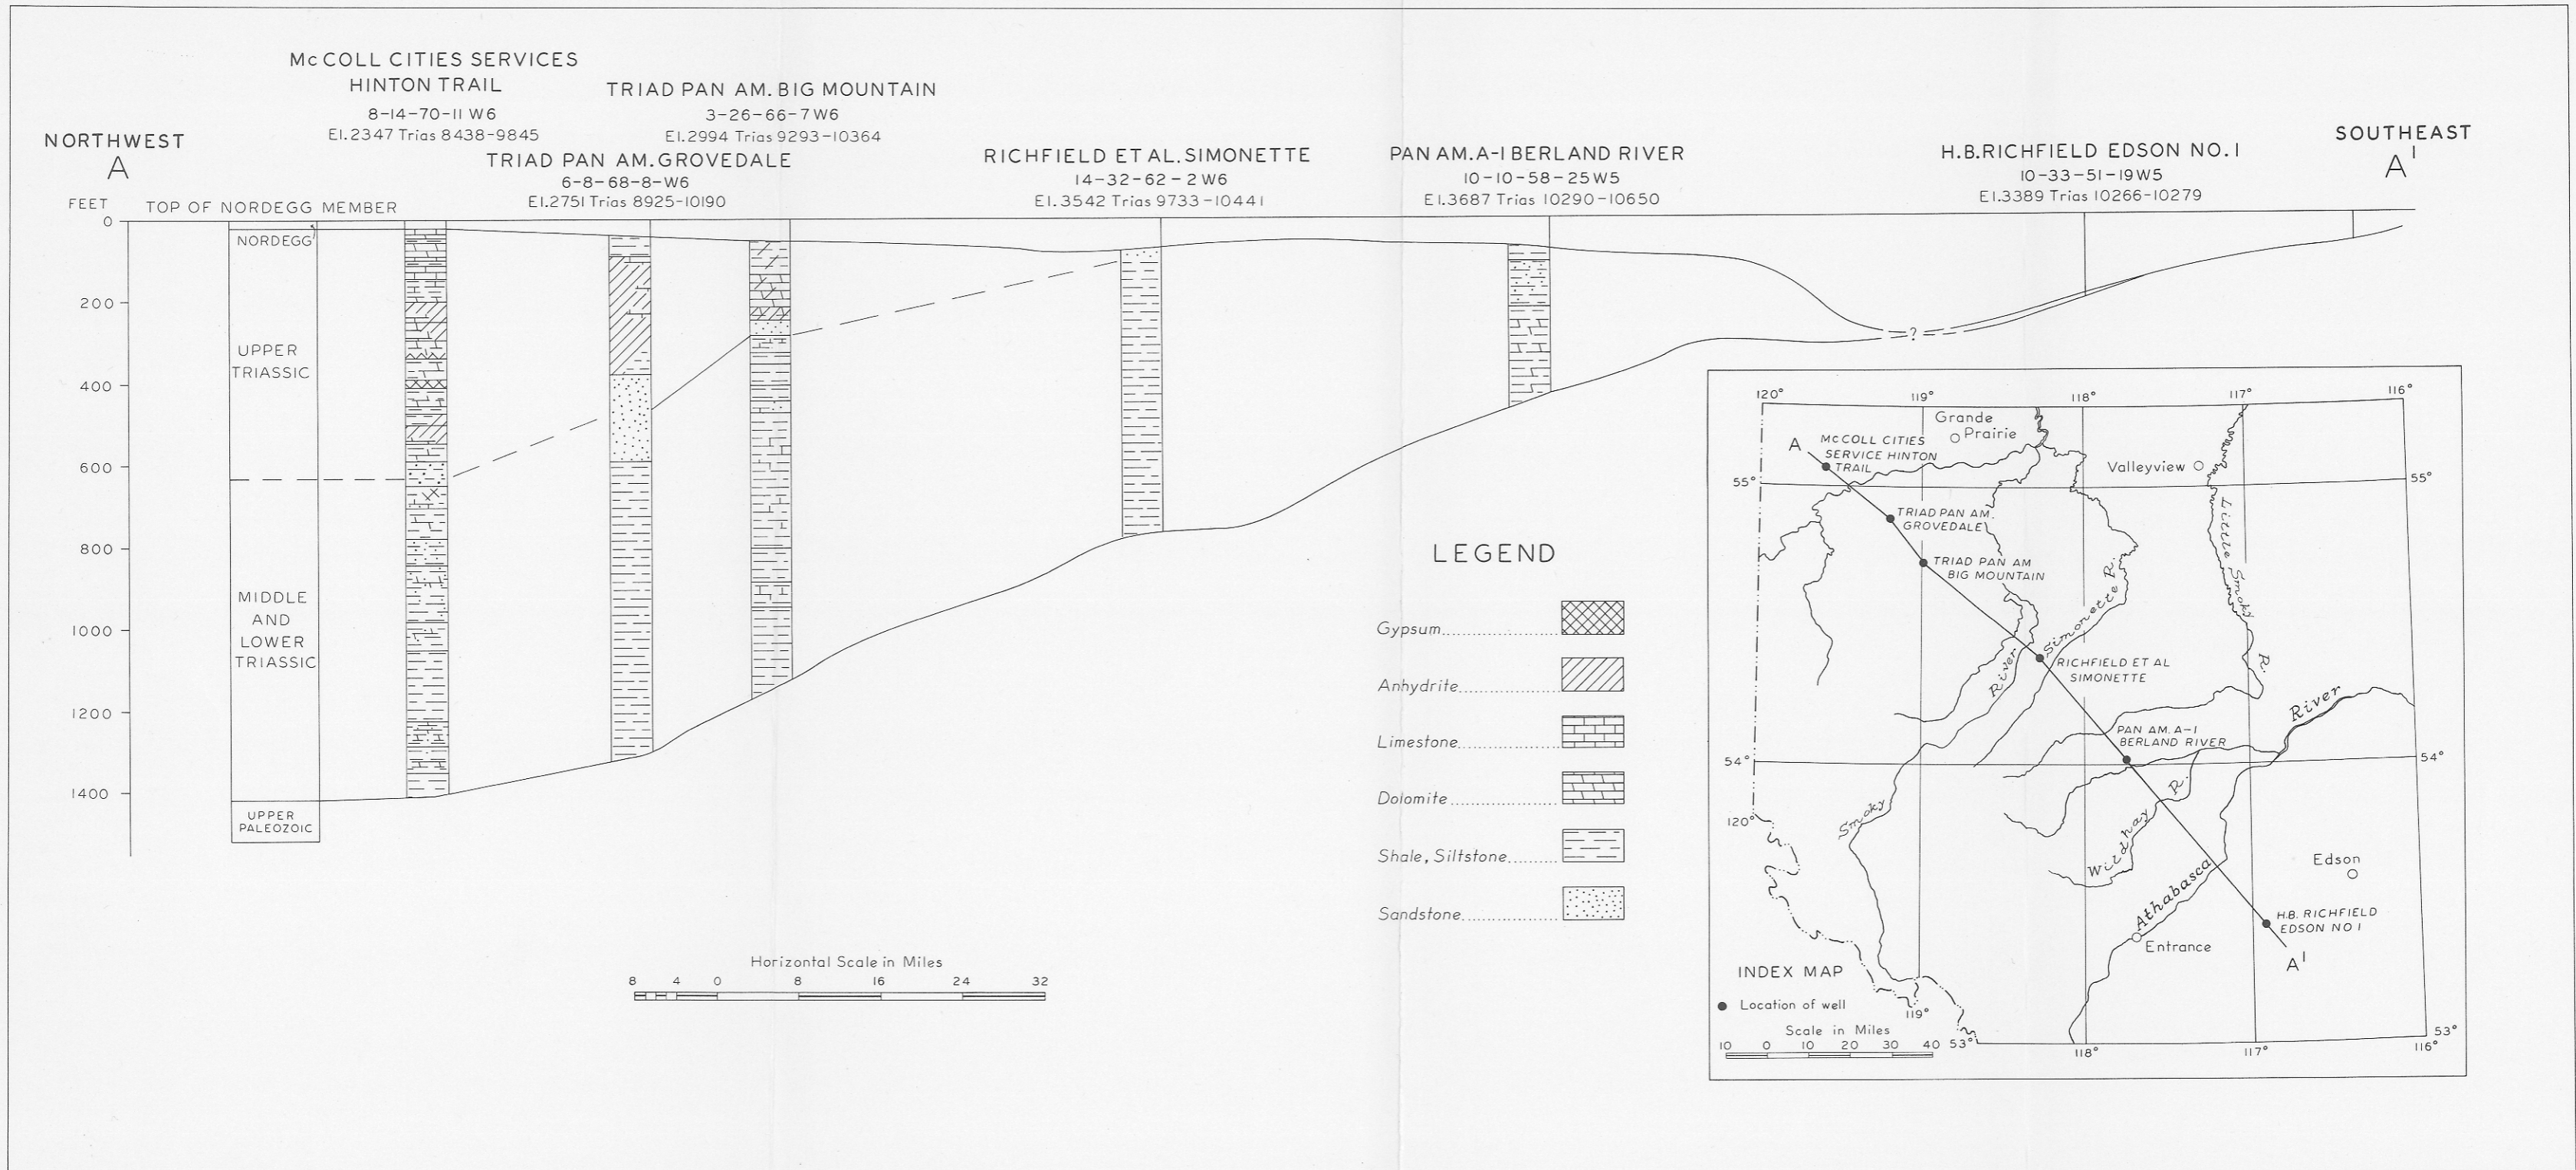 McCOLL CITIES SERVICES
HINTON TRAIL
8-14-70-11 W6
El.2347 Trias 8438-9845
TRIAD PAN AM. BIG MOUNTAIN
3-26-66-7 W6
El.2994 Trias 9293-10364
NORTHWEST
A
TRIAD PAN AM. GROVEDALE
6-8-68-8-W6
El.2751 Trias 8925-10190
RICHFIELD ET AL. SIMONETTE
14-32-62-2 W6
El.3542 Trias 9733-10441
PAN AM. A-1 BERLAND RIVER
10-10-58-25W5
El.3687 Trias 10290-10650
H.B. RICHFIELD EDSON NO. 1
10-33-51-19W5
El.3389 Trias 10266-10279
SOUTHEAST
A'
FEET
TOP OF NORDEGG MEMBER
0
200
400
600
800
1000
1200
1400
NORDEGG
UPPER
TRIASSIC
MIDDLE
AND
LOWER
TRIASSIC
UPPER
PALEOZOIC
?
LEGEND
Gypsum
Anhydrite
Limestone
Dolomite
Shale, Siltstone
Sandstone
Horizontal Scale in Miles
8 4 0 8 16 24 32
120° 119° 118° 117° 116°
Grande
Prairie
A
McCOLL CITIES
SERVICE HINTON
TRAIL
Valleyview
55° 55°
TRIAD PAN AM.
GROVEDALE
Little Smoky R.
TRIAD PAN AM
BIG MOUNTAIN
Simonette R.
River
RICHFIELD ET AL
SIMONETTE
River
PAN AM. A-1
BERLAND RIVER
54° 54°
Smoky
120°
Wildhay R.
Athabasca
Edson
H.B. RICHFIELD
EDSON NO 1
Entrance
A'
INDEX MAP
Location of well
119°
Scale in Miles
10 0 10 20 30 40
53° 53°
118° 117° 116°